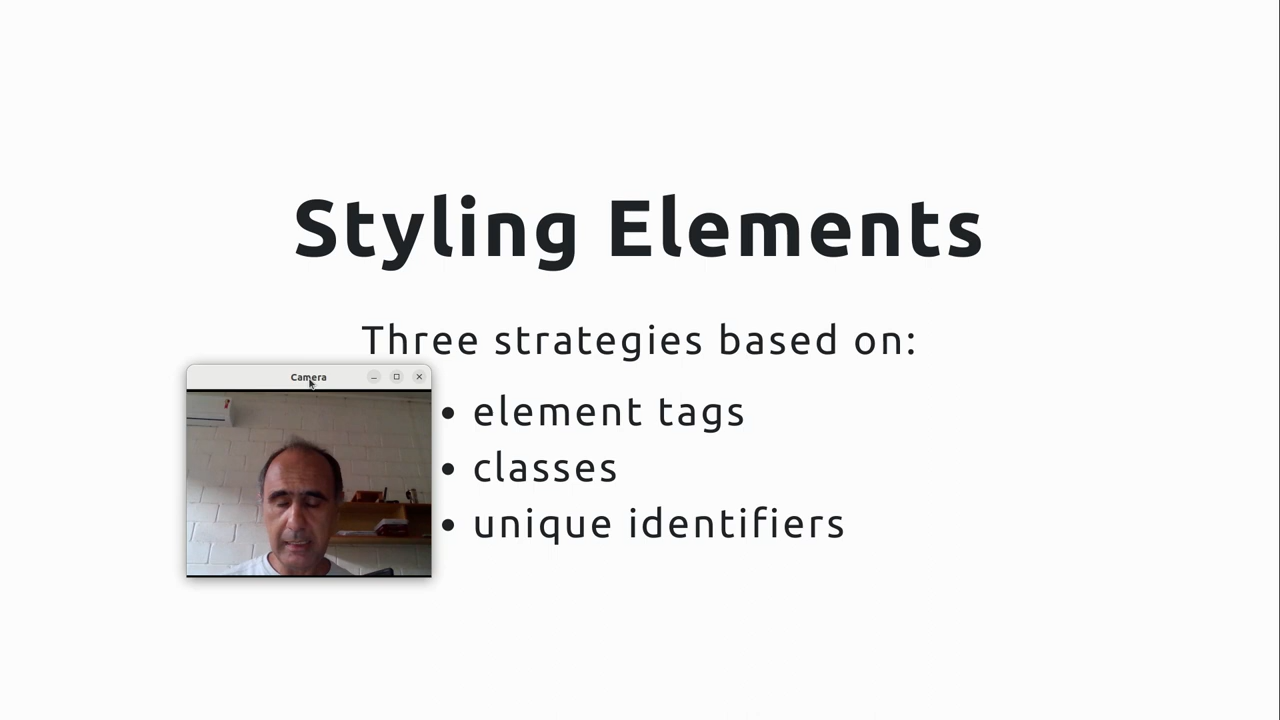 Styling Elements
Three strategies based on:
Camera
• element tags
• classes
• unique identifiers